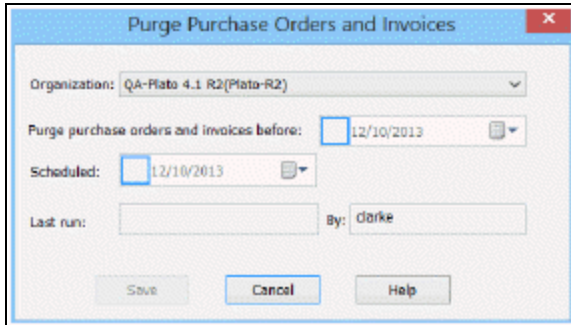 Purge Purchase Orders and Invoices
Organization: QA-Plato 4.1 R2(Plato-R2)
Purge purchase orders and invoices before: 12/10/2013
Scheduled: 12/10/2013
Last run: By: clarke
Save Cancel Help